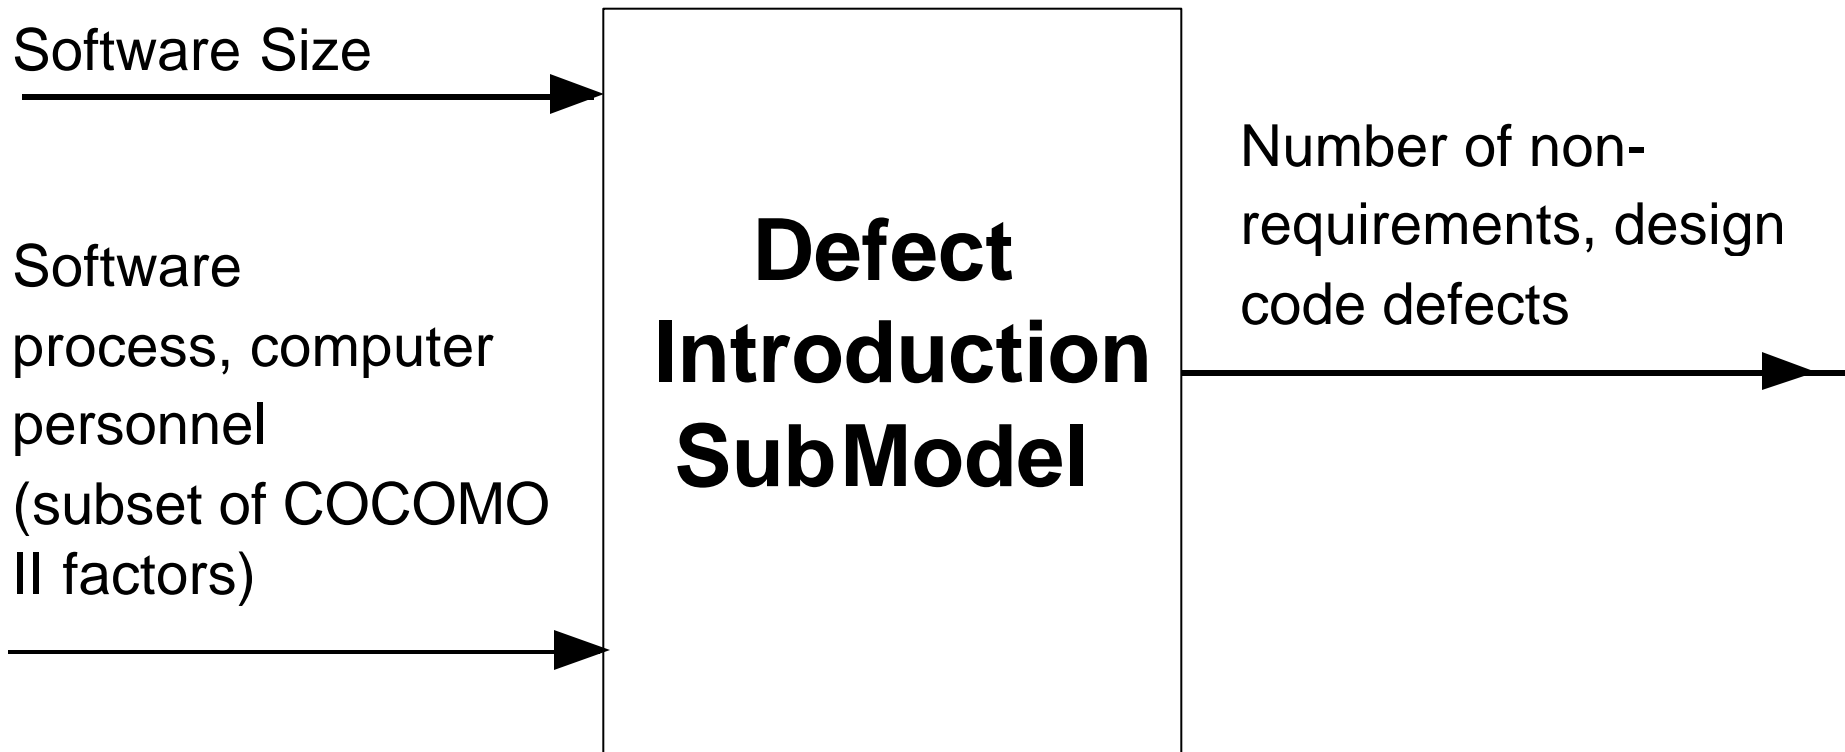 Software Size
Software
process, computer
personnel
(subset of COCOMO
II factors)
Defect
Introduction
SubModel
Number of non-
requirements, design
code defects